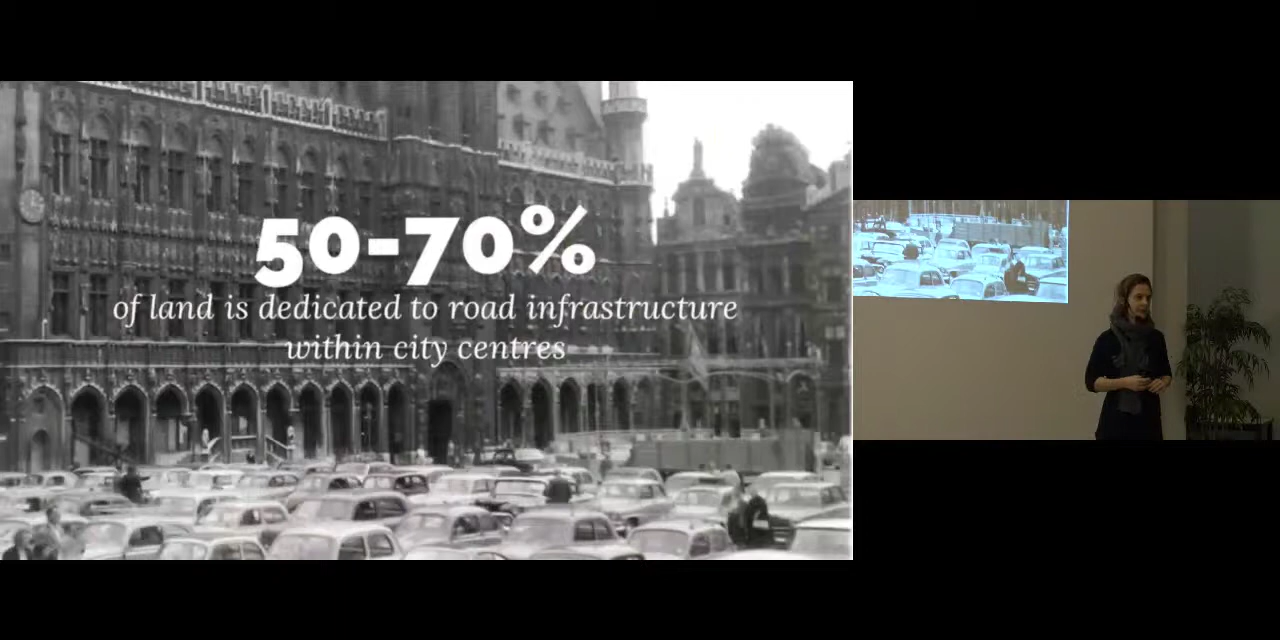 50-70%
of land is dedicated to road infrastructure
within city centres